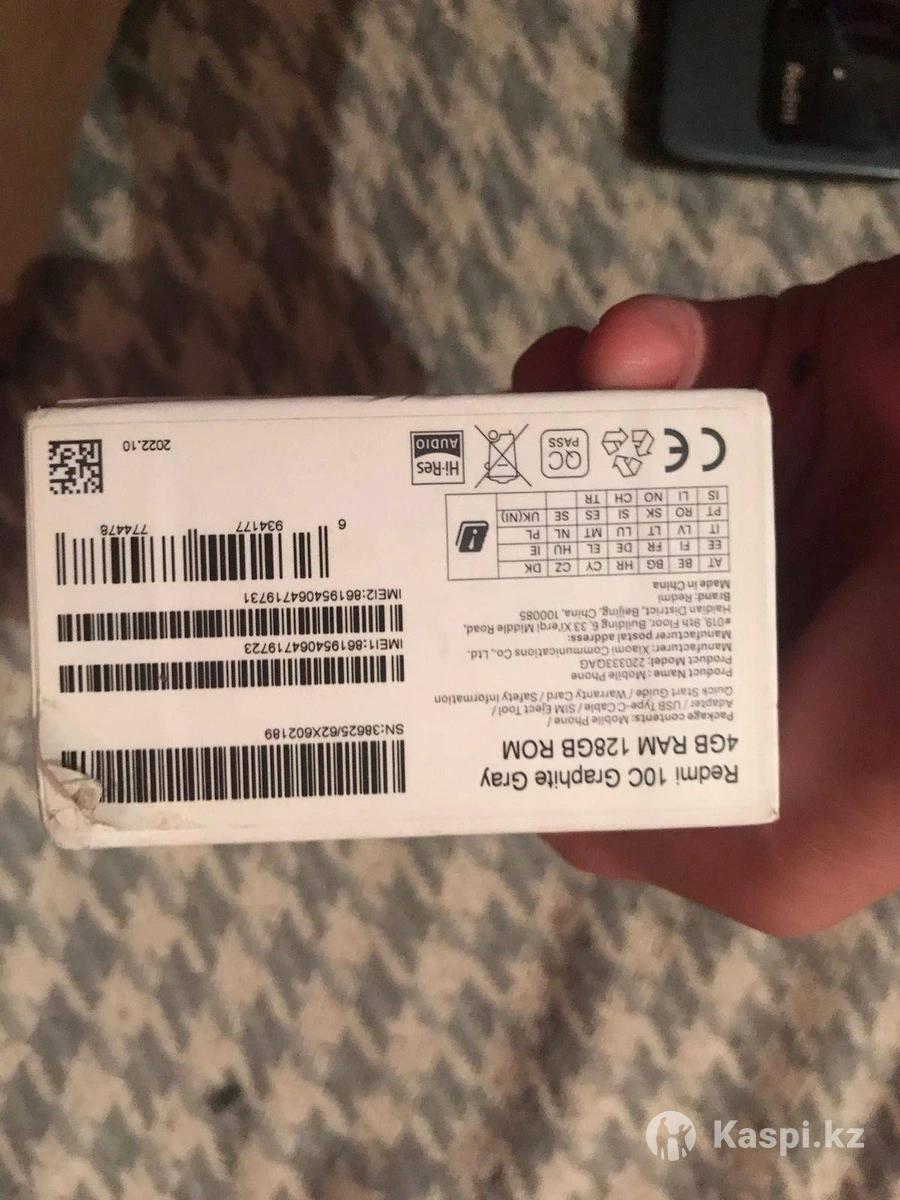 Redmi 10C Graphite Gray
4GB RAM 128GB ROM
Package contents: Mobile Phone /
Adapter / USB Type-C Cable / SIM Eject Tool /
Quick Start Guide / Warranty Card / Safety Information
Product Name : Mobile Phone
Product Model: 220333QAG
Manufacturer: Xiaomi Communications Co., Ltd.
Manufacturer postal address:
#019, 9th Floor, Building 6, 33 Xi'erqi Middle Road,
Haidian District, Beijing, China, 100085
Brand: Redmi
Made in China
AT BE BG HR CY CZ DK
EE FI FR DE EL HU IE
IT LV LT LU MT NL PL
PT RO SK SI ES SE UK(NI)
IS LI NO CH TR
CE
QC
PASS
Hi-Res
AUDIO
SN:38625/62X602189
IMEI1:861954064719723
IMEI2:861954064719731
6 934177 774478
2022.10
Redmi
Kaspi.kz